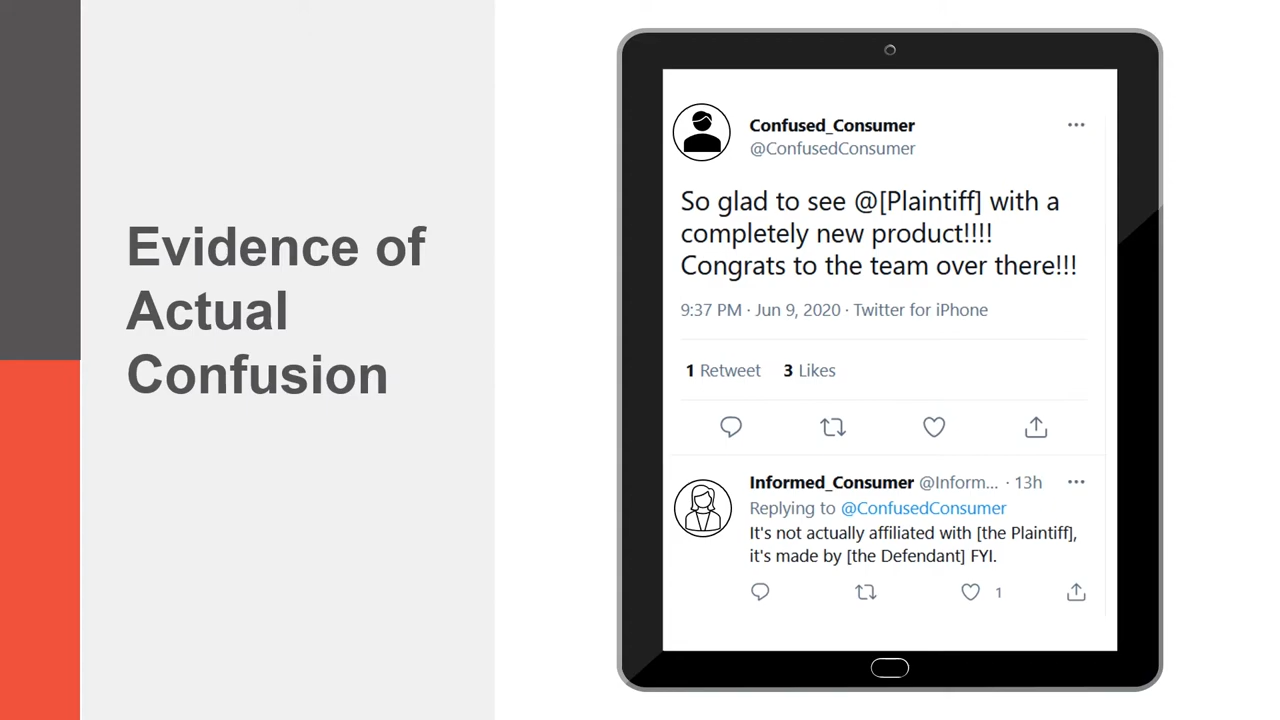 Evidence of
Actual
Confusion
Confused_Consumer
@ConfusedConsumer
So glad to see @[Plaintiff] with a
completely new product!!!!
Congrats to the team over there!!!
9:37 PM · Jun 9, 2020 · Twitter for iPhone
1 Retweet 3 Likes
Informed_Consumer @Inform... · 13h
Replying to @ConfusedConsumer
It's not actually affiliated with [the Plaintiff],
it's made by [the Defendant] FYI.
1